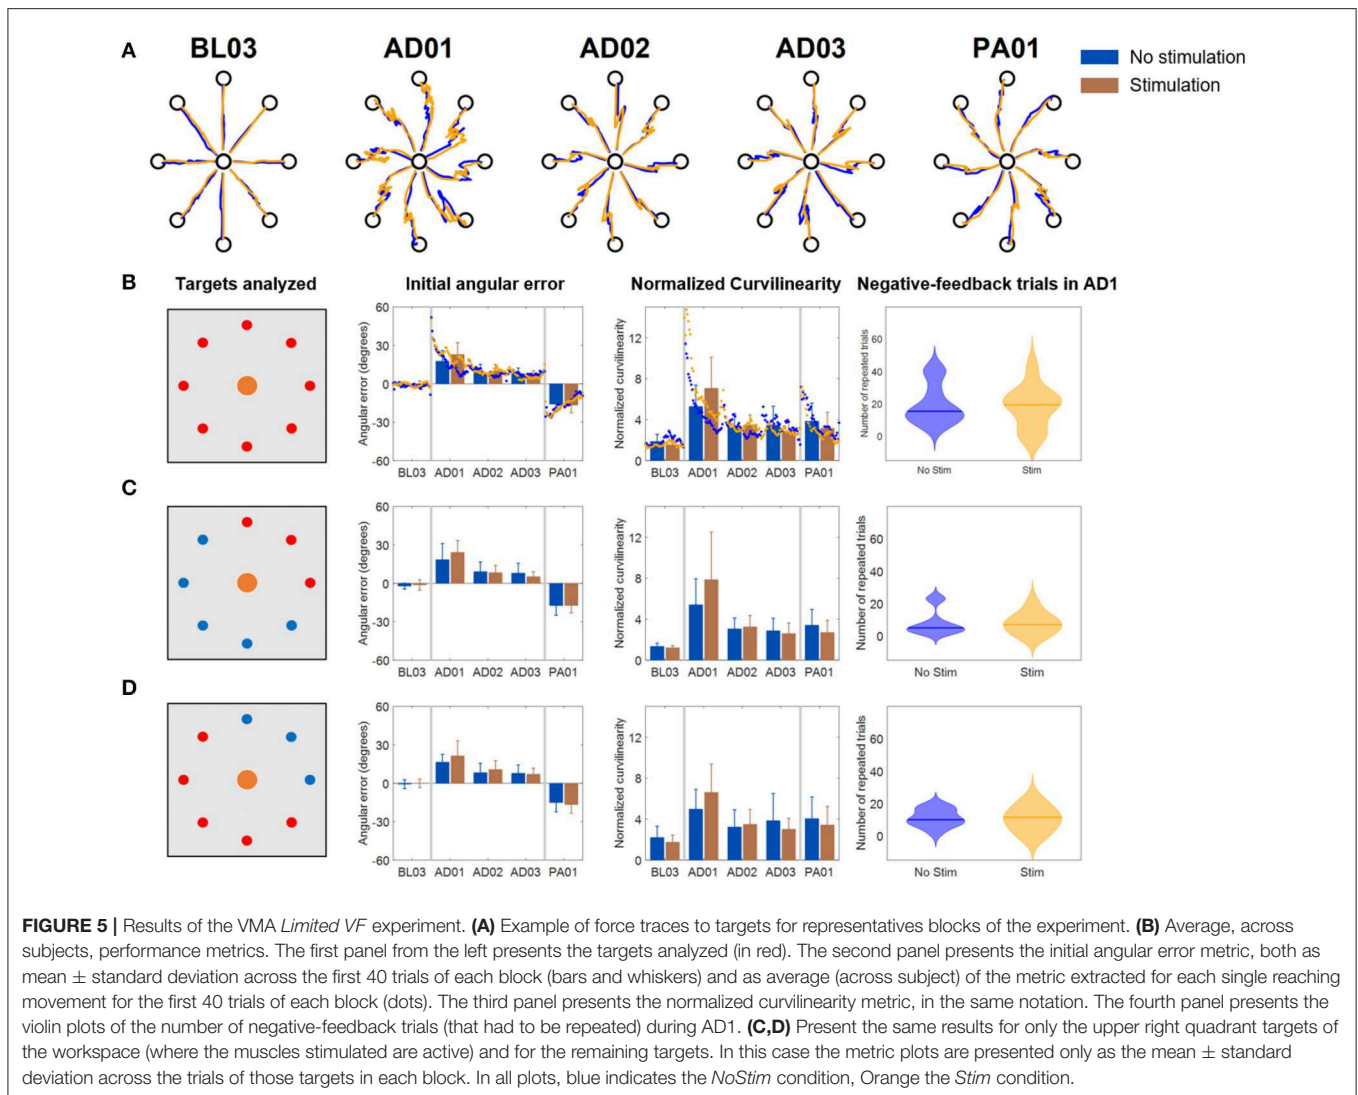 A
BL03
AD01
AD02
AD03
PA01
No stimulation
Stimulation
B
Targets analyzed
Initial angular error
Normalized Curvilinearity
Negative-feedback trials in AD1
Angular error (degrees)
60
30
0
-30
-60
BL03 AD01 AD02 AD03 PA01
Normalized curvilinearity
12
8
4
0
BL03 AD01 AD02 AD03 PA01
Number of repeated trials
60
40
20
0
No Stim Stim
C
Angular error (degrees)
60
30
0
-30
-60
BL03 AD01 AD02 AD03 PA01
Normalized curvilinearity
12
8
4
0
BL03 AD01 AD02 AD03 PA01
Number of repeated trials
60
40
20
0
No Stim Stim
D
Angular error (degrees)
60
30
0
-30
-60
BL03 AD01 AD02 AD03 PA01
Normalized curvilinearity
12
8
4
0
BL03 AD01 AD02 AD03 PA01
Number of repeated trials
60
40
20
0
No Stim Stim
FIGURE 5 | Results of the VMA Limited VF experiment. (A) Example of force traces to targets for representatives blocks of the experiment. (B) Average, across
subjects, performance metrics. The first panel from the left presents the targets analyzed (in red). The second panel presents the initial angular error metric, both as
mean ± standard deviation across the first 40 trials of each block (bars and whiskers) and as average (across subject) of the metric extracted for each single reaching
movement for the first 40 trials of each block (dots). The third panel presents the normalized curvilinearity metric, in the same notation. The fourth panel presents the
violin plots of the number of negative-feedback trials (that had to be repeated) during AD1. (C,D) Present the same results for only the upper right quadrant targets of
the workspace (where the muscles stimulated are active) and for the remaining targets. In this case the metric plots are presented only as the mean ± standard
deviation across the trials of those targets in each block. In all plots, blue indicates the NoStim condition, Orange the Stim condition.